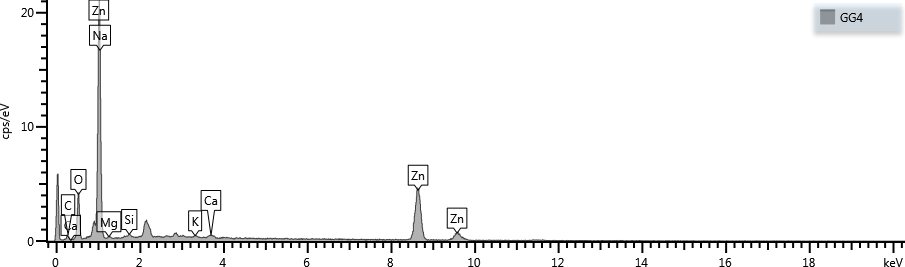 20
Zn
GG4
Na
cps/eV
10
O
Zn
C
Ca
Ca
Mg
Si
K
Zn
0
0 2 4 6 8 10 12 14 16 18 keV